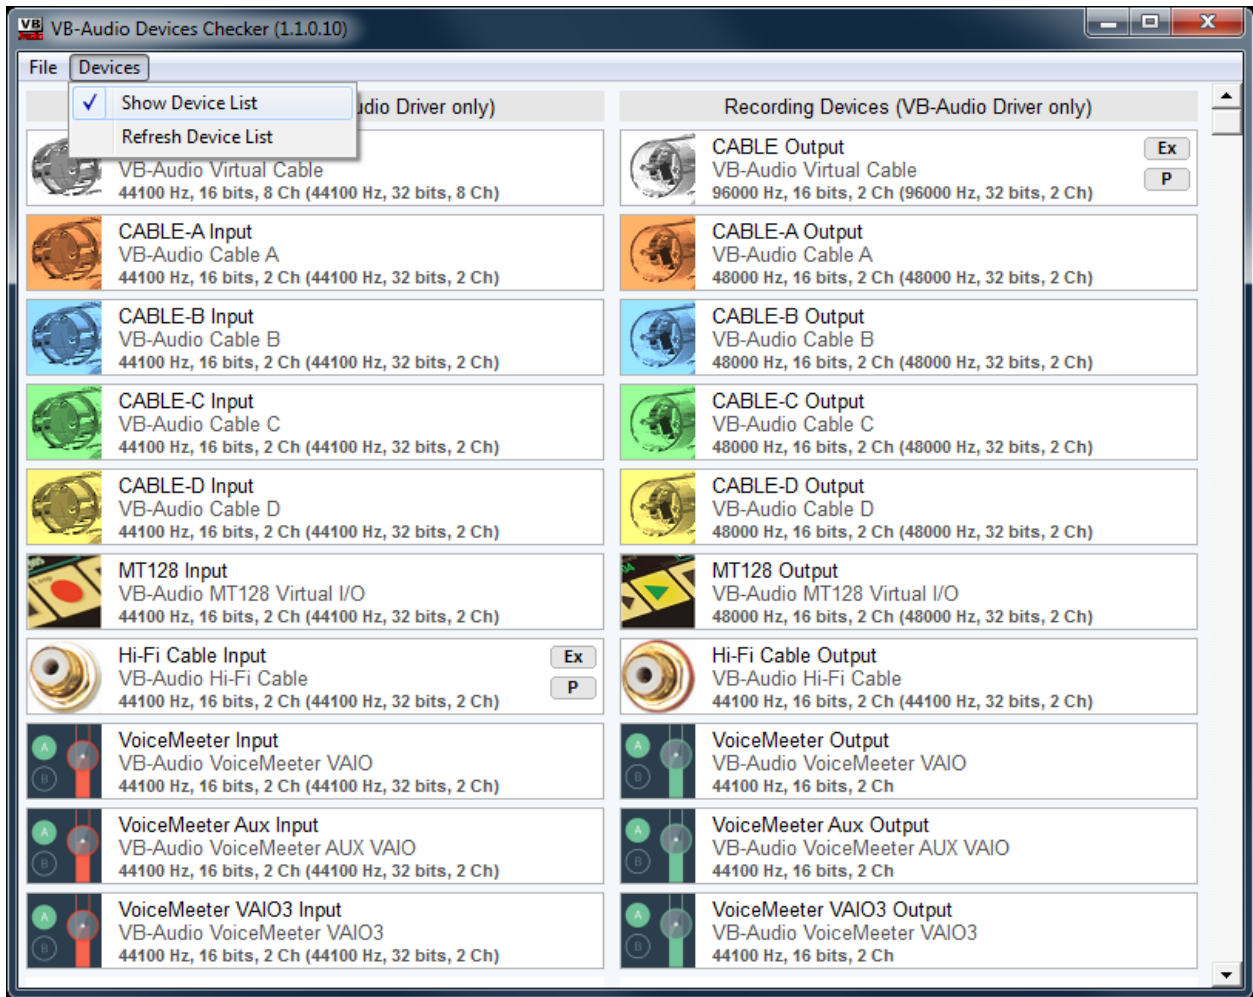 VB-Audio Devices Checker (1.1.0.10)
File Devices
Show Device List
Refresh Device List
udio Driver only)
VB-Audio Virtual Cable
44100 Hz, 16 bits, 8 Ch (44100 Hz, 32 bits, 8 Ch)
CABLE-A Input
VB-Audio Cable A
44100 Hz, 16 bits, 2 Ch (44100 Hz, 32 bits, 2 Ch)
CABLE-B Input
VB-Audio Cable B
44100 Hz, 16 bits, 2 Ch (44100 Hz, 32 bits, 2 Ch)
CABLE-C Input
VB-Audio Cable C
44100 Hz, 16 bits, 2 Ch (44100 Hz, 32 bits, 2 Ch)
CABLE-D Input
VB-Audio Cable D
44100 Hz, 16 bits, 2 Ch (44100 Hz, 32 bits, 2 Ch)
MT128 Input
VB-Audio MT128 Virtual I/O
44100 Hz, 16 bits, 2 Ch (44100 Hz, 32 bits, 2 Ch)
Hi-Fi Cable Input
Ex
VB-Audio Hi-Fi Cable
P
44100 Hz, 16 bits, 2 Ch (44100 Hz, 32 bits, 2 Ch)
VoiceMeeter Input
VB-Audio VoiceMeeter VAIO
44100 Hz, 16 bits, 2 Ch (44100 Hz, 32 bits, 2 Ch)
VoiceMeeter Aux Input
VB-Audio VoiceMeeter AUX VAIO
44100 Hz, 16 bits, 2 Ch (44100 Hz, 32 bits, 2 Ch)
VoiceMeeter VAIO3 Input
VB-Audio VoiceMeeter VAIO3
44100 Hz, 16 bits, 2 Ch (44100 Hz, 32 bits, 2 Ch)
Recording Devices (VB-Audio Driver only)
CABLE Output
Ex
VB-Audio Virtual Cable
P
96000 Hz, 16 bits, 2 Ch (96000 Hz, 32 bits, 2 Ch)
CABLE-A Output
VB-Audio Cable A
48000 Hz, 16 bits, 2 Ch (48000 Hz, 32 bits, 2 Ch)
CABLE-B Output
VB-Audio Cable B
48000 Hz, 16 bits, 2 Ch (48000 Hz, 32 bits, 2 Ch)
CABLE-C Output
VB-Audio Cable C
48000 Hz, 16 bits, 2 Ch (48000 Hz, 32 bits, 2 Ch)
CABLE-D Output
VB-Audio Cable D
48000 Hz, 16 bits, 2 Ch (48000 Hz, 32 bits, 2 Ch)
MT128 Output
VB-Audio MT128 Virtual I/O
48000 Hz, 16 bits, 2 Ch (48000 Hz, 32 bits, 2 Ch)
Hi-Fi Cable Output
VB-Audio Hi-Fi Cable
44100 Hz, 16 bits, 2 Ch (44100 Hz, 32 bits, 2 Ch)
VoiceMeeter Output
VB-Audio VoiceMeeter VAIO
44100 Hz, 16 bits, 2 Ch
VoiceMeeter Aux Output
VB-Audio VoiceMeeter AUX VAIO
44100 Hz, 16 bits, 2 Ch
VoiceMeeter VAIO3 Output
VB-Audio VoiceMeeter VAIO3
44100 Hz, 16 bits, 2 Ch